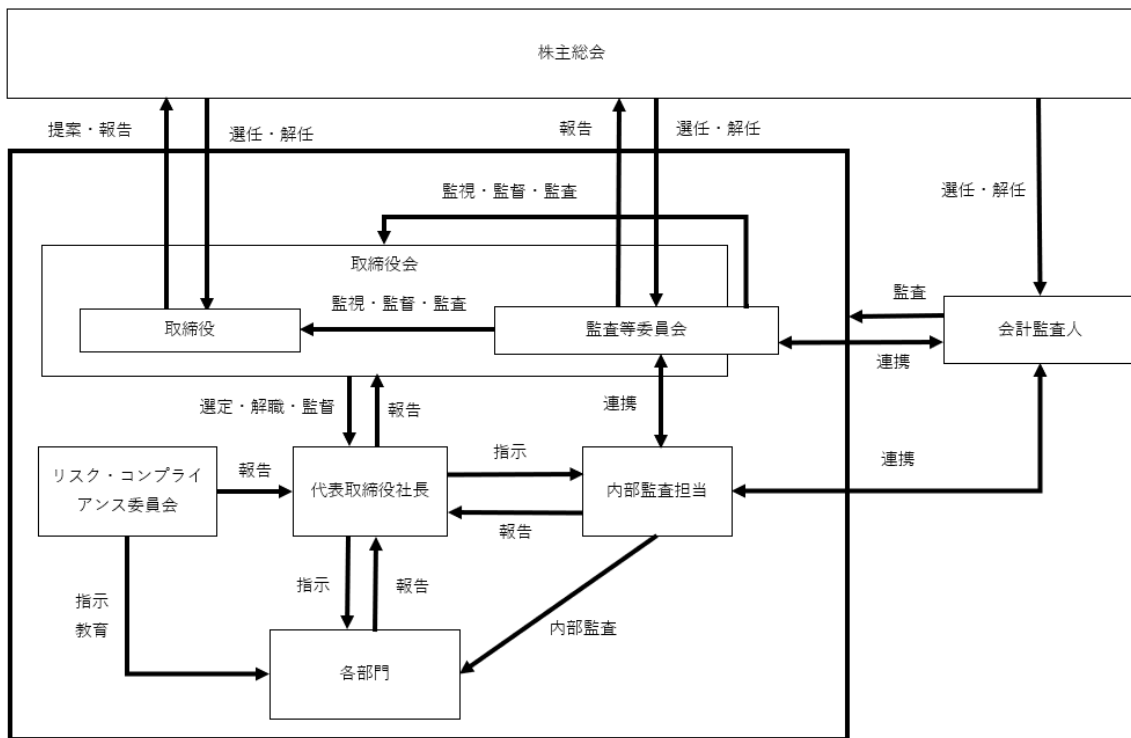 株主総会
提案・報告
選任・解任
報告
選任・解任
選任・解任
監視・監督・監査
取締役会
監視・監督・監査
取締役
監査等委員会
監査
会計監査人
連携
選定・解職・監督
報告
連携
リスク・コンプライ
アンス委員会
報告
代表取締役社長
指示
内部監査担当
連携
報告
指示
報告
指示
教育
内部監査
各部門